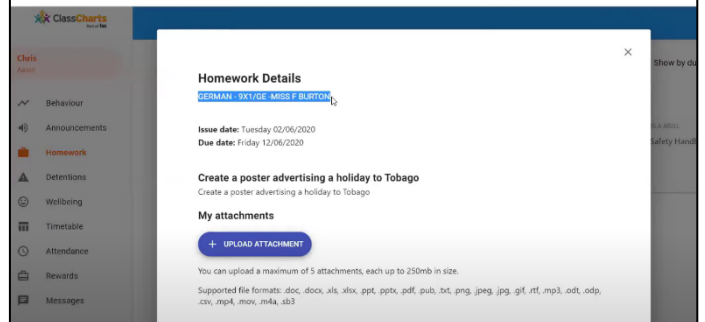 ClassCharts
Chris
Behaviour
Announcements
Homework
Detentions
Wellbeing
Timetable
Attendance
Rewards
Messages
Show by du
Safety Handl
Homework Details
GERMAN - 9X1/GE -MISS F BURTON
Issue date: Tuesday 02/06/2020
Due date: Friday 12/06/2020
Create a poster advertising a holiday to Tobago
Create a poster advertising a holiday to Tobago
My attachments
+ UPLOAD ATTACHMENT
You can upload a maximum of 5 attachments, each up to 250mb in size.
Supported file formats: .doc, .docx, .xls, .xlsx, .ppt, .pptx, .pdf, .pub, .txt, .png, .jpeg, .jpg, .gif, .rtf, .mp3, .odt, .odp,
.csv, .mp4, .mov, .m4a, .sb3